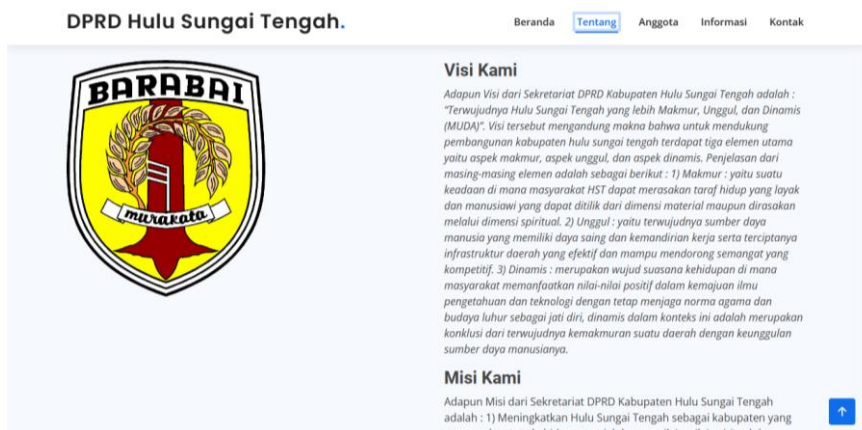 DPRD Hulu Sungai Tengah.
Beranda Tentang Anggota Informasi Kontak
BARABAI
murakata
Visi Kami
Adapun Visi dari Sekretariat DPRD Kabupaten Hulu Sungai Tengah adalah :
"Terwujudnya Hulu Sungai Tengah yang lebih Makmur, Unggul, dan Dinamis
(MUDA)". Visi tersebut mengandung makna bahwa untuk mendukung
pembangunan kabupaten hulu sungai tengah terdapat tiga elemen utama
yaitu aspek makmur, aspek unggul, dan aspek dinamis. Penjelasan dari
masing-masing elemen adalah sebagai berikut : 1) Makmur : yaitu suatu
keadaan di mana masyarakat HST dapat merasakan taraf hidup yang layak
dan manusiawi yang dapat ditilik dari dimensi material maupun dirasakan
melalui dimensi spiritual. 2) Unggul : yaitu terwujudnya sumber daya
manusia yang memiliki daya saing dan kemandirian kerja serta terciptanya
infrastruktur daerah yang efektif dan mampu mendorong semangat yang
kompetitif. 3) Dinamis : merupakan wujud suasana kehidupan di mana
masyarakat memanfaatkan nilai-nilai positif dalam kemajuan ilmu
pengetahuan dan teknologi dengan tetap menjaga norma agama dan
budaya luhur sebagai jati diri, dinamis dalam konteks ini adalah merupakan
konklusi dari terwujudnya kemakmuran suatu daerah dengan keunggulan
sumber daya manusianya.
Misi Kami
Adapun Misi dari Sekretariat DPRD Kabupaten Hulu Sungai Tengah
adalah : 1) Meningkatkan Hulu Sungai Tengah sebagai kabupaten yang